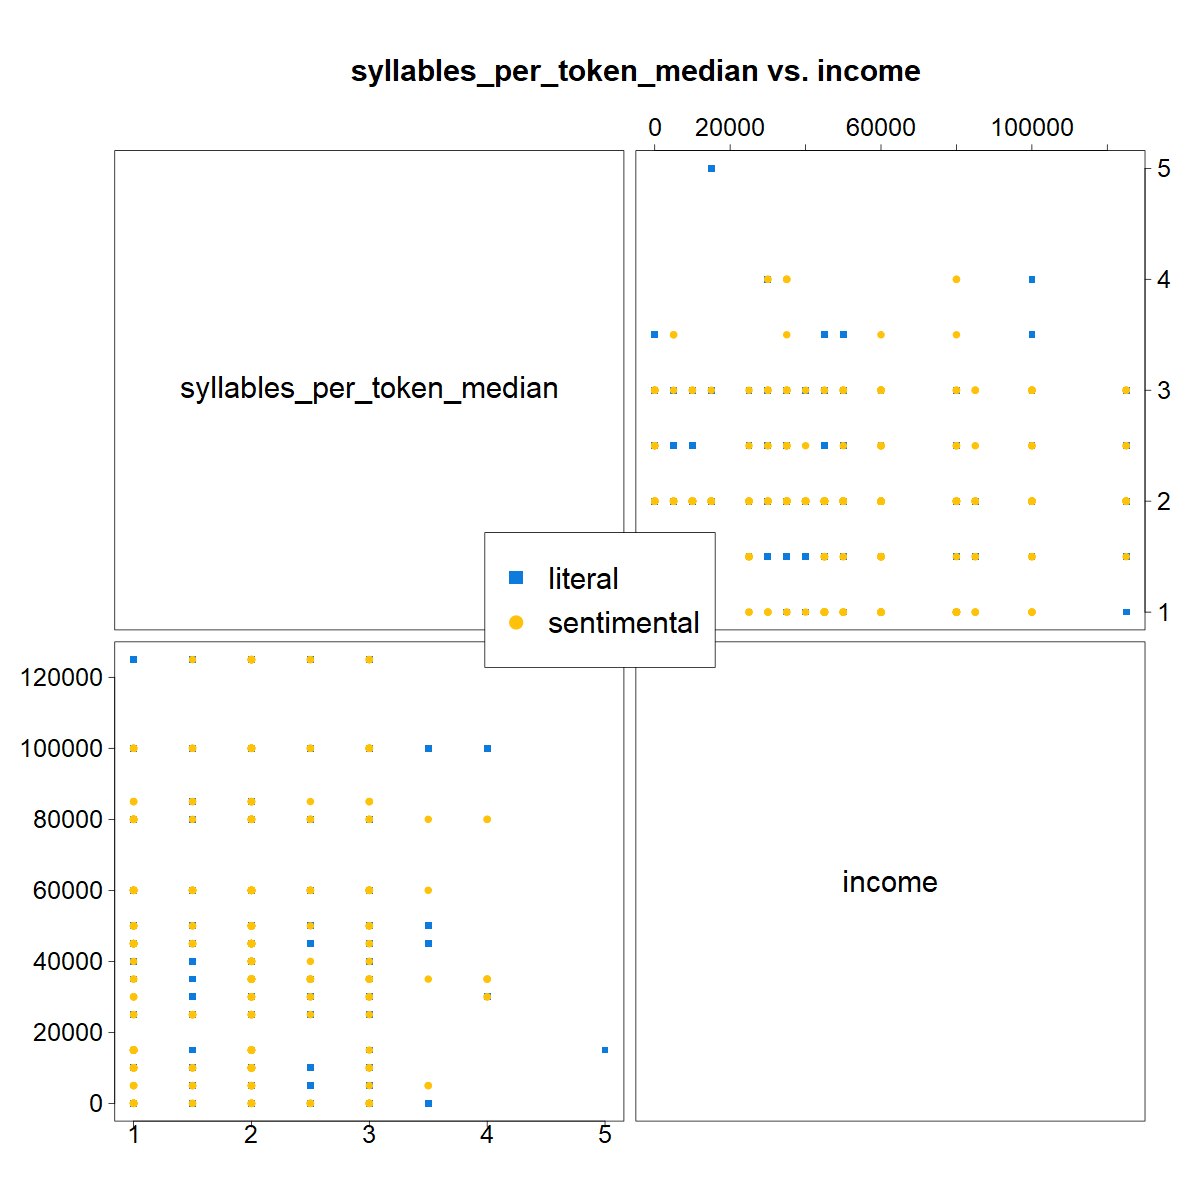 syllables_per_token_median vs. income
0 20000 60000 100000
5
4
3
2
1
syllables_per_token_median
literal
sentimental
120000
100000
80000
60000
40000
20000
0
income
1 2 3 4 5